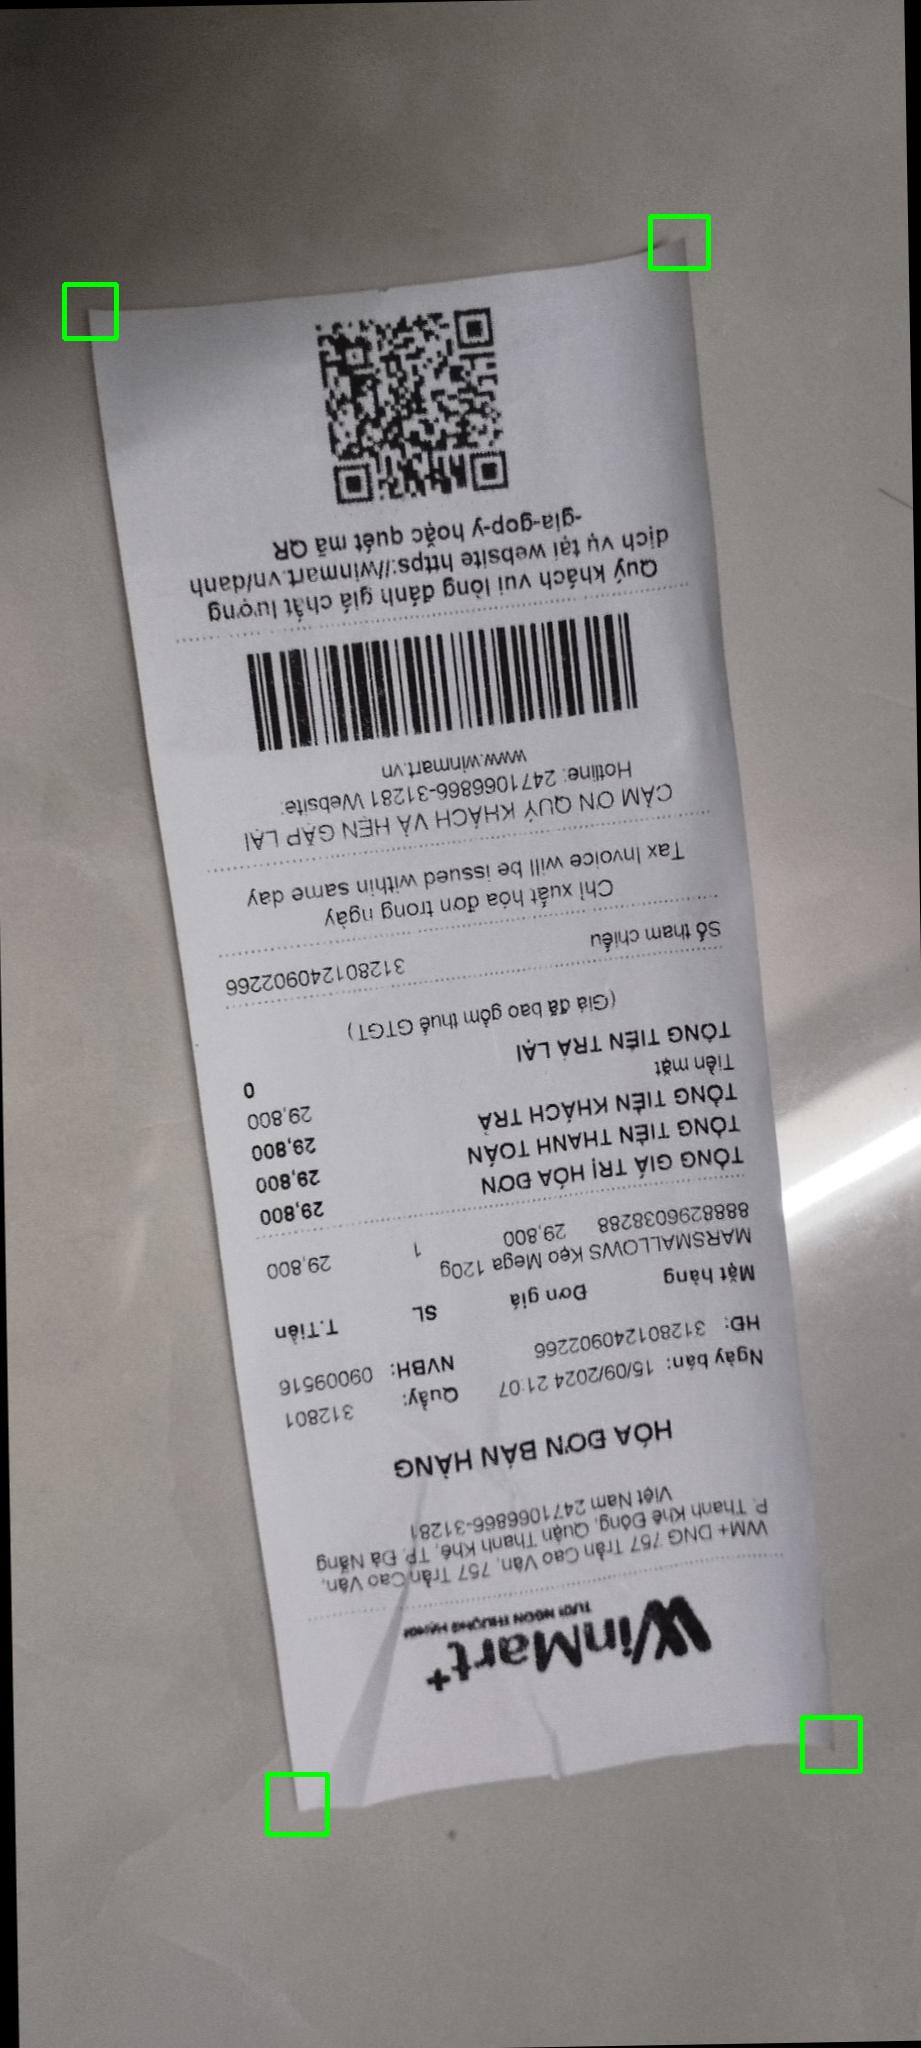 WinMart+
TƯƠI NGON THƯỢNG HẠNG!
WM+ DNG 757 Trần Cao Vân, 757 Trần Cao Vân,
P. Thanh Khê Đông, Quận Thanh Khê, TP. Đà Nẵng
Việt Nam 2471066866-31281
HÓA ĐƠN BÁN HÀNG
Ngày bán: 15/09/2024 21:07 Quầy: 312801
HĐ: 31280124090​2266 NVBH: 09009516
Mặt hàng Đơn giá SL T.Tiền
MARSMALLOWS Kẹo Mega 120g
8888296038288 29,800 1 29,800
TỔNG GIÁ TRỊ HÓA ĐƠN 29,800
TỔNG TIỀN THANH TOÁN 29,800
TỔNG TIỀN KHÁCH TRẢ 29,800
Tiền mặt 29,800
TỔNG TIỀN TRẢ LẠI 0
(Giá đã bao gồm thuế GTGT)
Số tham chiếu 312801240902266
Chỉ xuất hóa đơn trong ngày
Tax Invoice will be issued within same day
CẢM ƠN QUÝ KHÁCH VÀ HẸN GẶP LẠI
Hotline: 2471066866-31281 Website:
www.winmart.vn
Quý khách vui lòng đánh giá chất lượng
dịch vụ tại website https://winmart.vn/danh
-gia-gop-y hoặc quét mã QR